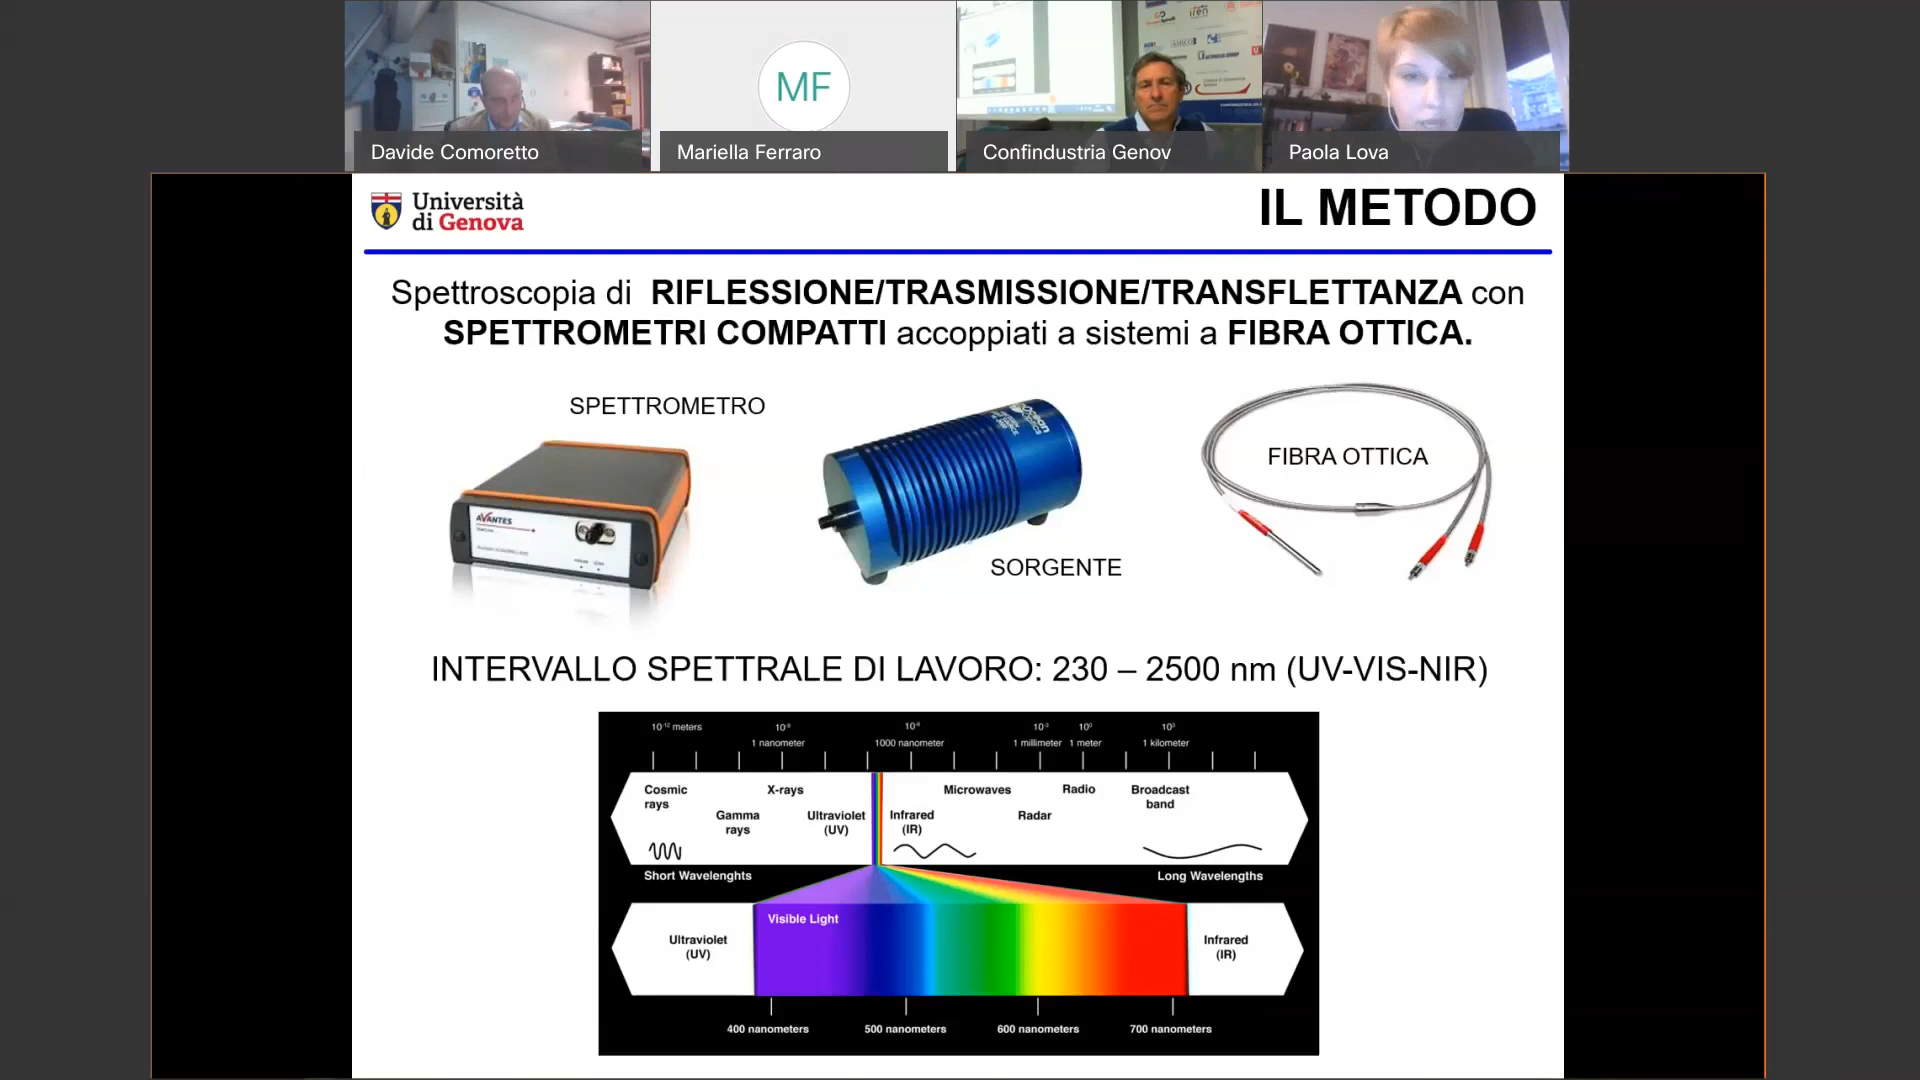 MF
iren
AMICO
Davide Comoretto
Mariella Ferraro
Confindustria Genov
Paola Lova
Università
di Genova
IL METODO
Spettroscopia di RIFLESSIONE/TRASMISSIONE/TRANSFLETTANZA con
SPETTROMETRI COMPATTI accoppiati a sistemi a FIBRA OTTICA.
SPETTROMETRO
AVANTES
SORGENTE
FIBRA OTTICA
INTERVALLO SPETTRALE DI LAVORO: 230 – 2500 nm (UV-VIS-NIR)
10⁻¹² meters 10⁻⁹ 10⁻⁶ 10⁻³ 10⁰ 10³
1 nanometer 1000 nanometer 1 millimeter 1 meter 1 kilometer
Cosmic
rays
Gamma
rays
X-rays
Ultraviolet
(UV)
Infrared
(IR)
Microwaves
Radar
Radio
Broadcast
band
Short Wavelenghts
Long Wavelengths
Visible Light
Ultraviolet
(UV)
Infrared
(IR)
400 nanometers 500 nanometers 600 nanometers 700 nanometers